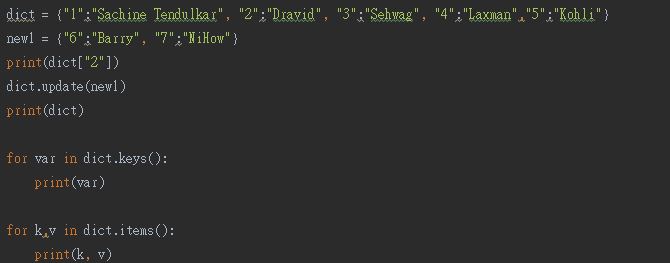 dict = {"1":"Sachine Tendulkar", "2":"Dravid", "3":"Sehwag", "4":"Laxman","5":"Kohli"}
new1 = {"6":"Barry", "7":"NiHow"}
print(dict["2"])
dict.update(new1)
print(dict)

for var in dict.keys():
    print(var)

for k,v in dict.items():
    print(k, v)